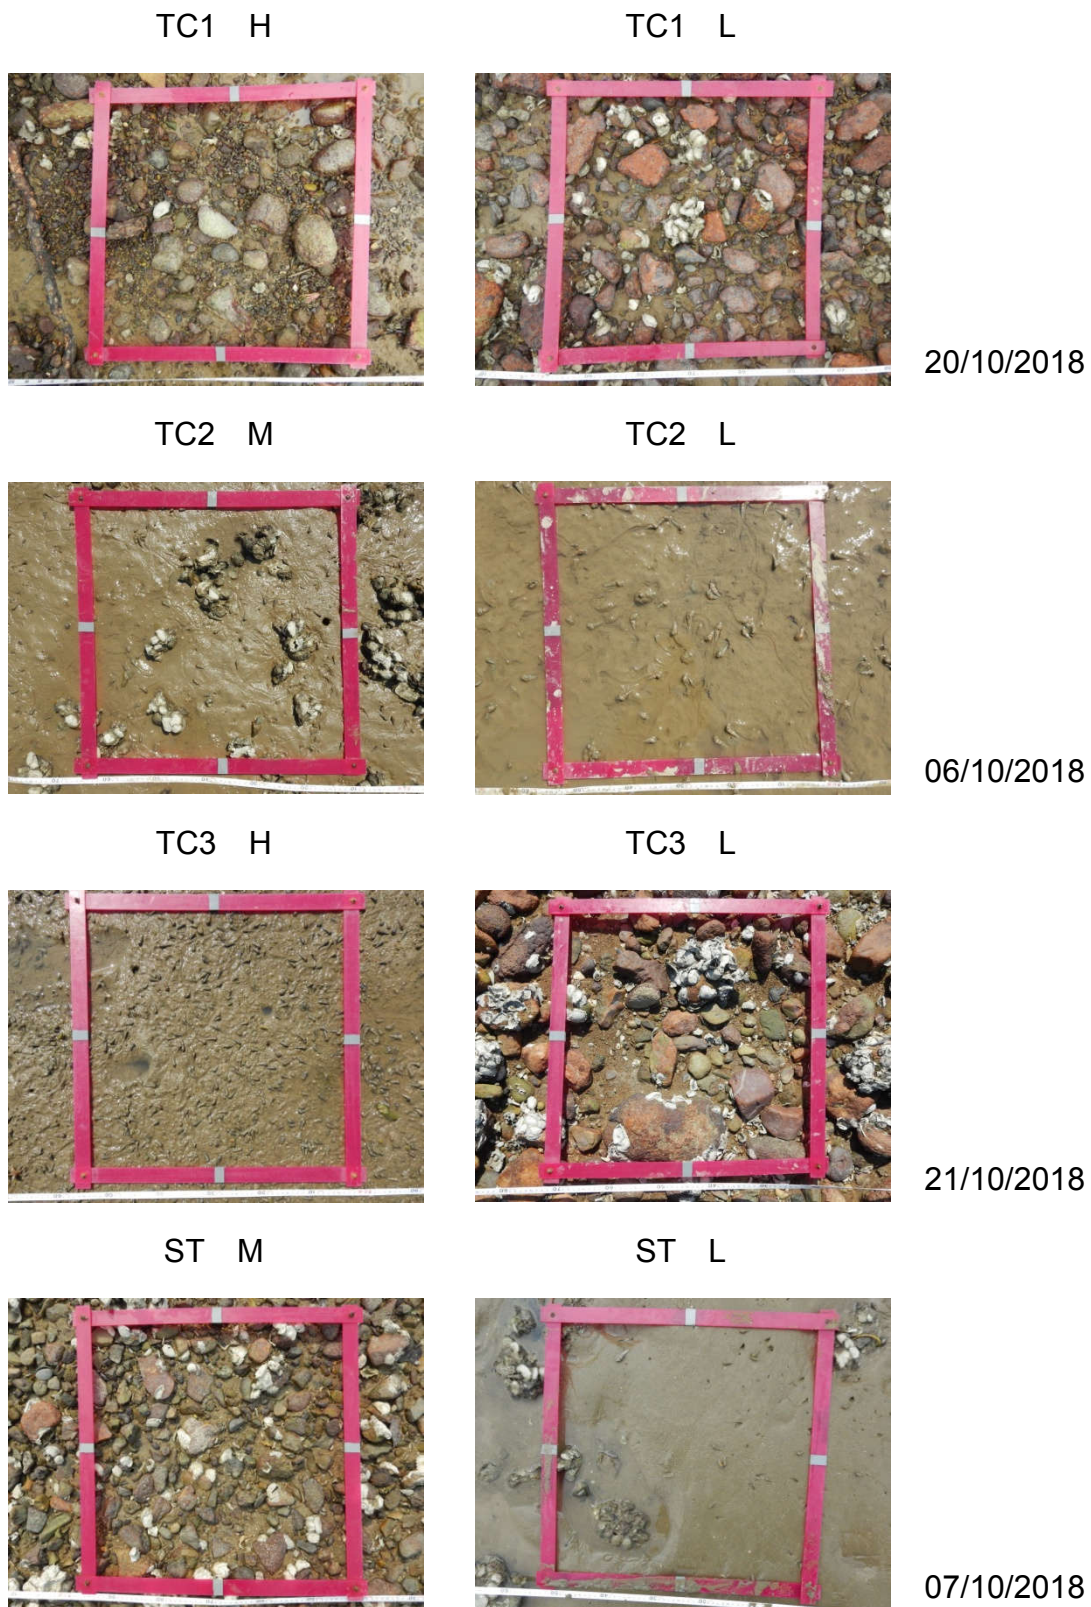 TC1 H
TC1 L
20/10/2018
TC2 M
TC2 L
06/10/2018
TC3 H
TC3 L
21/10/2018
ST M
ST L
07/10/2018